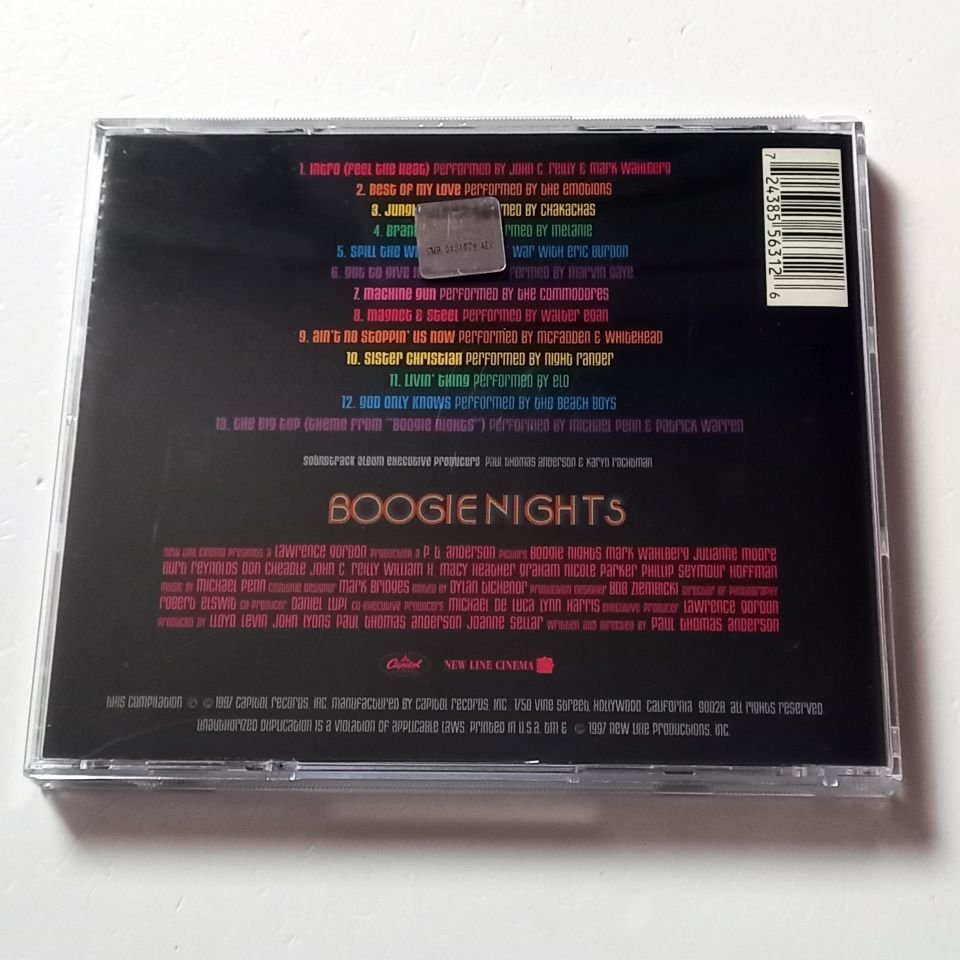 1. Intro (Feel the Heat) performed by John C. Reilly & Mark Wahlberg
2. Best of My Love performed by the Emotions
3. Jung med by Chakachas
4. Bran rmed by Melanie
5. Spill the W War with Eric Burdon
6. Got to Give rmed by Marvin Gaye
7. Machine Gun performed by the Commodores
8. Magnet & Steel performed by Walter Egan
9. Ain't No Stoppin' Us Now performed by McFadden & Whitehead
10. Sister Christian performed by Night Ranger
11. Livin' Thing performed by ELO
12. God Only Knows performed by the Beach Boys
13. The Big Top (Theme from "Boogie Nights") performed by Michael Penn & Patrick Warren
Soundtrack Album Executive Producers Paul Thomas Anderson & Karyn Rachtman
BOOGIE NIGHTS
New Line Cinema presents a Lawrence Gordon production a P T Anderson picture Boogie Nights Mark Wahlberg Julianne Moore
Burt Reynolds Don Cheadle John C. Reilly William H. Macy Heather Graham Nicole Parker Phillip Seymour Hoffman
music by Michael Penn costume designer Mark Bridges edited by Dylan Tichenor production designer Bob Ziembicki director of photography
Robert Elswit co producer Daniel Lupi co executive producers Michael De Luca Lynn Harris executive producer Lawrence Gordon
produced by Lloyd Levin John Lyons Paul Thomas Anderson Joanne Sellar written and directed by Paul Thomas Anderson
Capitol NEW LINE CINEMA
This compilation ℗ © 1997 Capitol Records, Inc. Manufactured by Capitol Records, Inc. 1750 Vine Street, Hollywood California 90028. All rights reserved.
Unauthorized duplication is a violation of applicable laws. Printed in U.S.A. TM & © 1997 New Line Productions, Inc.
7 24385 56312 6
0101678 AEV